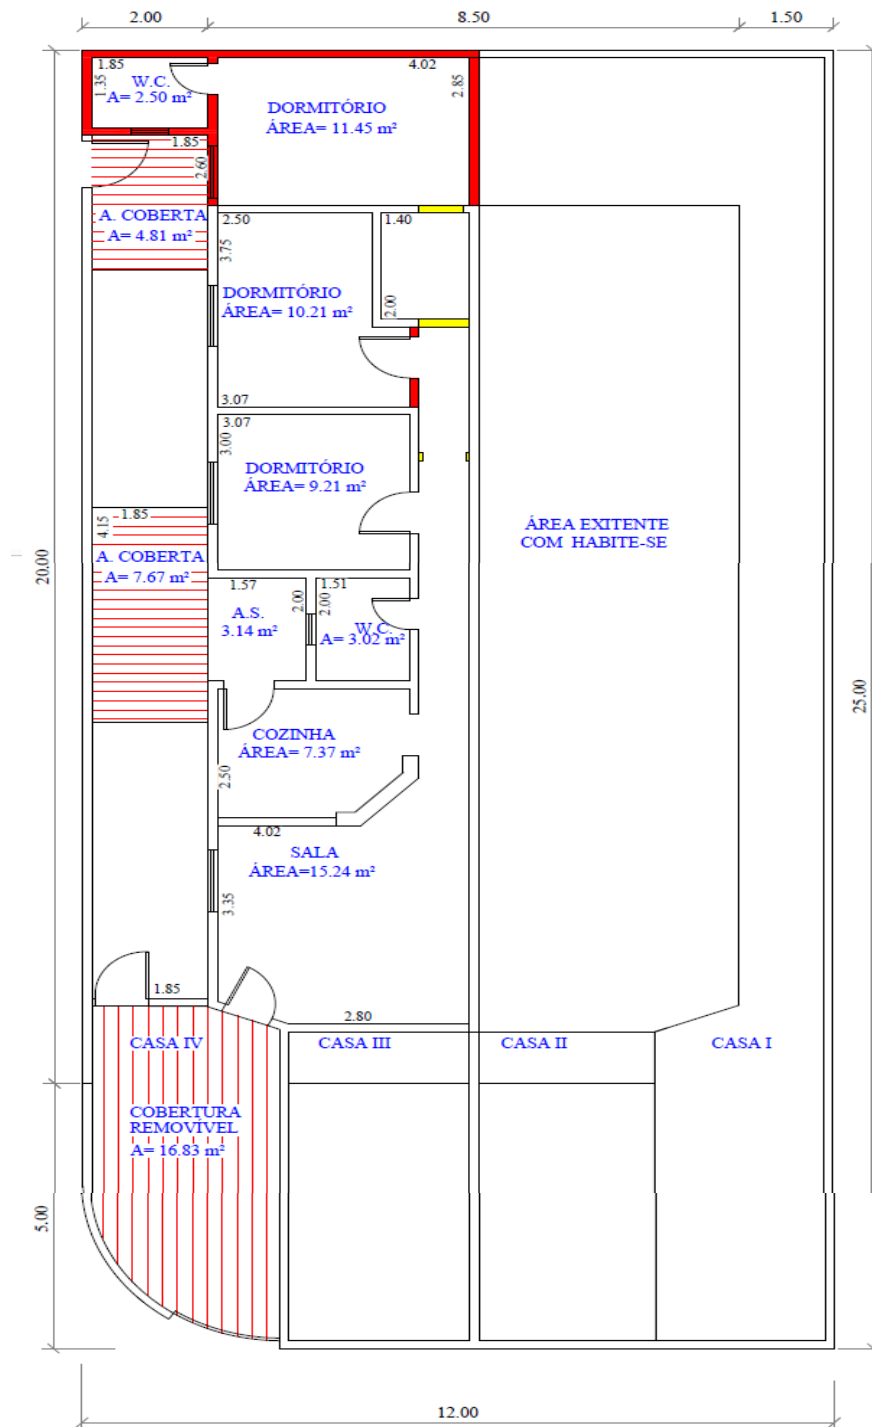 2.00
8.50
1.50
1.85
1.35
W.C.
A= 2.50 m²
4.02
2.85
DORMITÓRIO
ÁREA= 11.45 m²
1.85
2.60
A. COBERTA
A= 4.81 m²
2.50
3.75
1.40
2.00
DORMITÓRIO
ÁREA= 10.21 m²
3.07
3.07
3.00
DORMITÓRIO
ÁREA= 9.21 m²
ÁREA EXITENTE
COM HABITE-SE
1.85
4.15
A. COBERTA
A= 7.67 m²
20.00
1.57
2.00
A.S.
3.14 m²
1.51
2.00
W.C.
A= 3.02 m²
25.00
COZINHA
ÁREA= 7.37 m²
2.50
4.02
SALA
ÁREA=15.24 m²
3.35
1.85
2.80
CASA IV
CASA III
CASA II
CASA I
COBERTURA
REMOVÍVEL
A= 16.83 m²
5.00
12.00